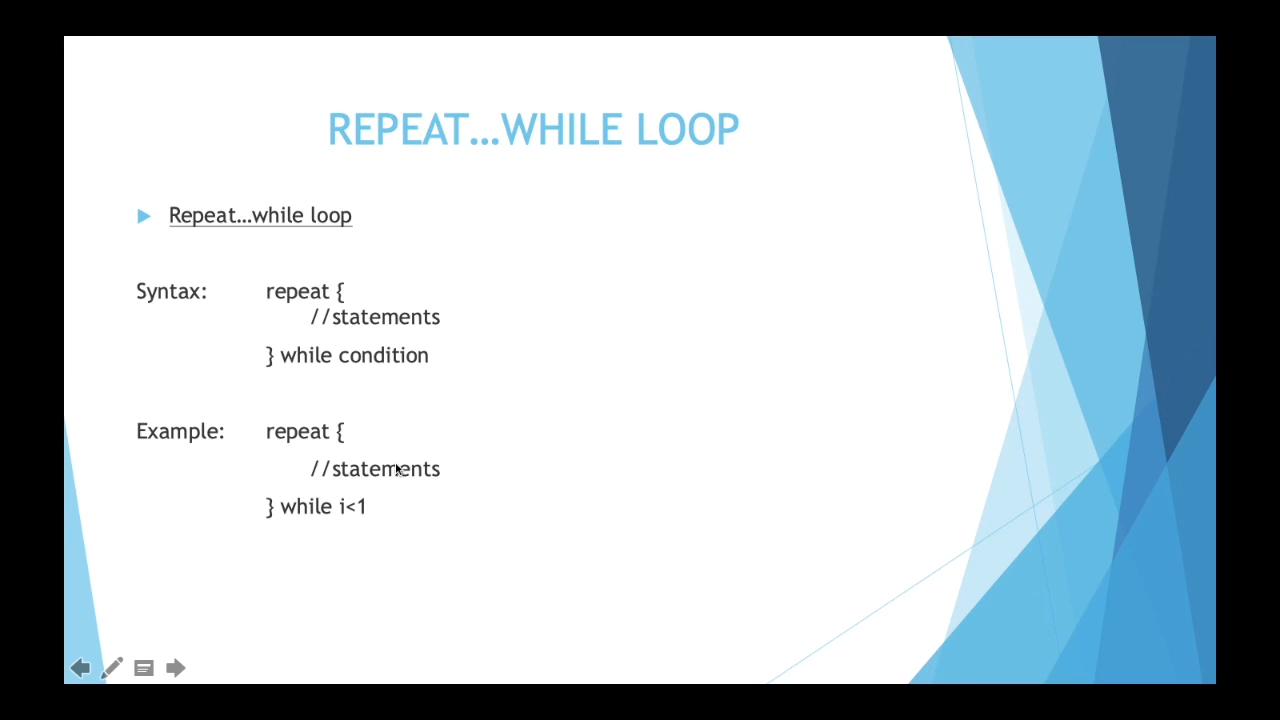 REPEAT...WHILE LOOP
Repeat...while loop
Syntax: repeat {
//statements
} while condition
Example: repeat {
//statements
} while i<1